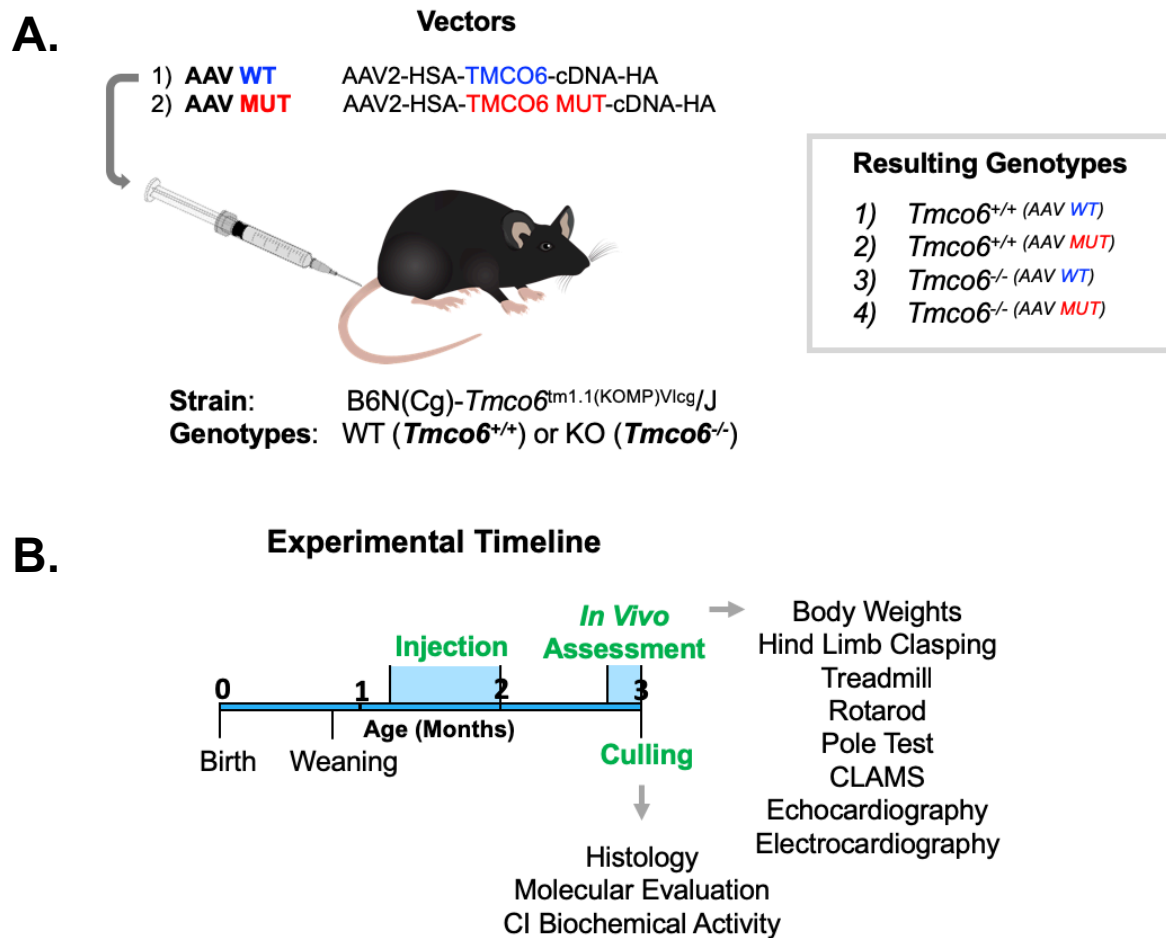 A.
Vectors
1) AAV WT AAV2-HSA-TMCO6-cDNA-HA
2) AAV MUT AAV2-HSA-TMCO6 MUT-cDNA-HA
Resulting Genotypes
1) Tmco6+/+ (AAV WT)
2) Tmco6+/+ (AAV MUT)
3) Tmco6-/- (AAV WT)
4) Tmco6-/- (AAV MUT)
Strain: B6N(Cg)-Tmco6tm1.1(KOMP)Vlcg/J
Genotypes: WT (Tmco6+/+) or KO (Tmco6-/-)
B.
Experimental Timeline
Injection
In Vivo
Assessment
0 1 2 3
Age (Months)
Birth Weaning
Culling
Body Weights
Hind Limb Clasping
Treadmill
Rotarod
Pole Test
CLAMS
Echocardiography
Electrocardiography
Histology
Molecular Evaluation
CI Biochemical Activity